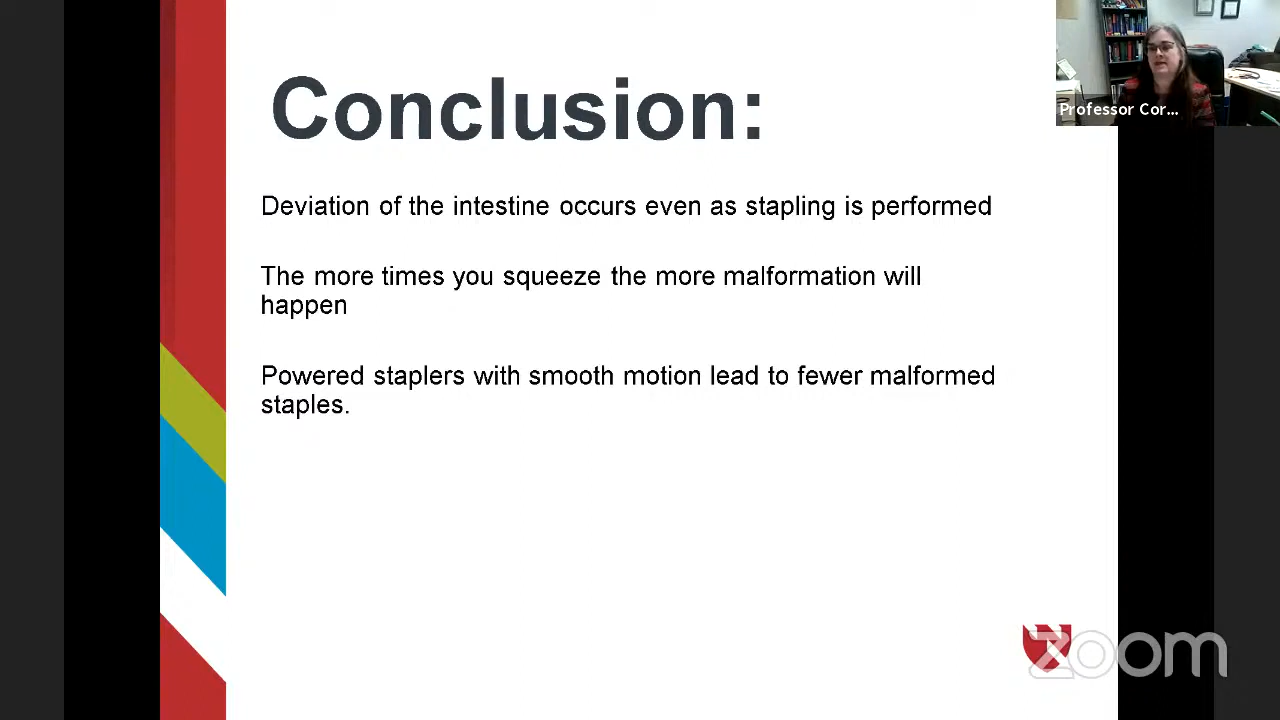 Conclusion:
Professor Cor...
Deviation of the intestine occurs even as stapling is performed
The more times you squeeze the more malformation will
happen
Powered staplers with smooth motion lead to fewer malformed
staples.
zoom